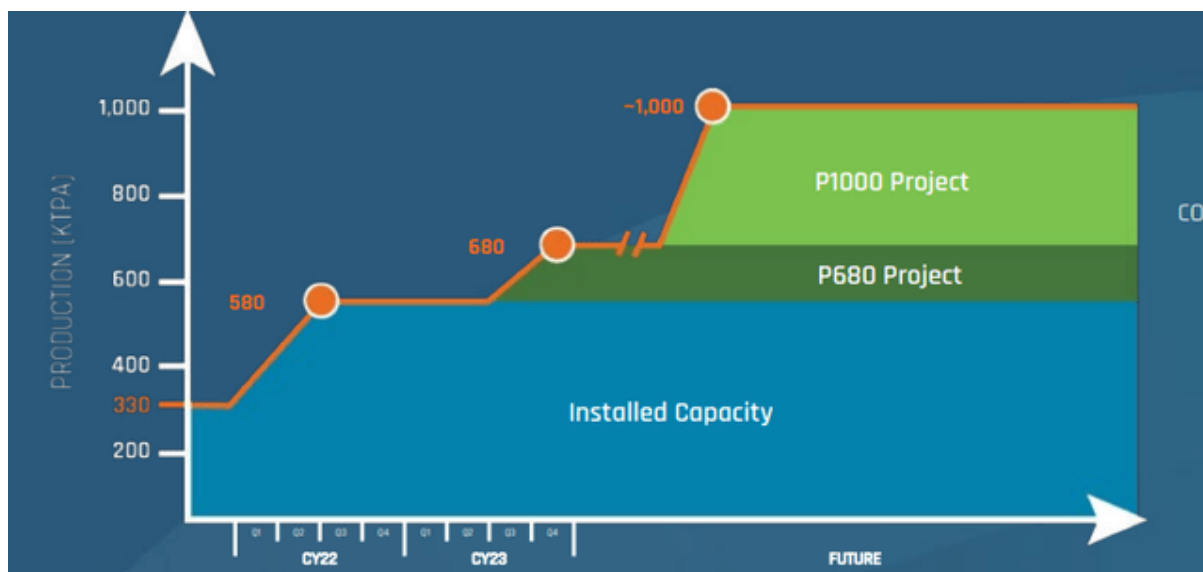 PRODUCTION (KTPA)
1,000
800
600
400
330
200
580
680
~1,000
P1000 Project
P680 Project
Installed Capacity
CO
Q1 Q2 Q3 Q4 Q1 Q2 Q3 Q4
CY22 CY23 FUTURE